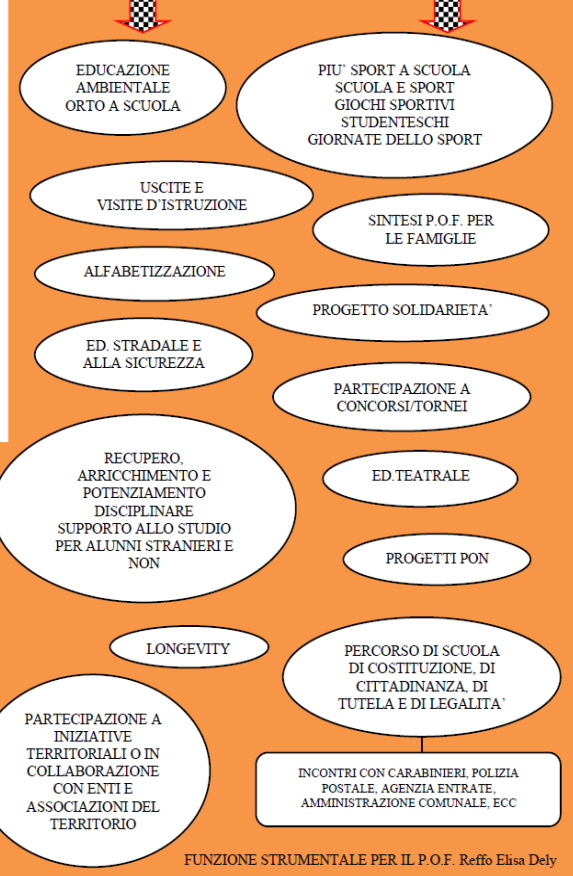 EDUCAZIONE
AMBIENTALE
ORTO A SCUOLA
PIU' SPORT A SCUOLA
SCUOLA E SPORT
GIOCHI SPORTIVI
STUDENTESCHI
GIORNATE DELLO SPORT
USCITE E
VISITE D'ISTRUZIONE
SINTESI P.O.F. PER
LE FAMIGLIE
ALFABETIZZAZIONE
PROGETTO SOLIDARIETA'
ED. STRADALE E
ALLA SICUREZZA
PARTECIPAZIONE A
CONCORSI/TORNEI
RECUPERO,
ARRICCHIMENTO E
POTENZIAMENTO
DISCIPLINARE
SUPPORTO ALLO STUDIO
PER ALUNNI STRANIERI E
NON
ED.TEATRALE
PROGETTI PON
LONGEVITY
PERCORSO DI SCUOLA
DI COSTITUZIONE, DI
CITTADINANZA, DI
TUTELA E DI LEGALITA'
PARTECIPAZIONE A
INIZIATIVE
TERRITORIALI O IN
COLLABORAZIONE
CON ENTI E
ASSOCIAZIONI DEL
TERRITORIO
INCONTRI CON CARABINIERI, POLIZIA
POSTALE, AGENZIA ENTRATE,
AMMINISTRAZIONE COMUNALE, ECC
FUNZIONE STRUMENTALE PER IL P.O.F. Reffo Elisa Dely